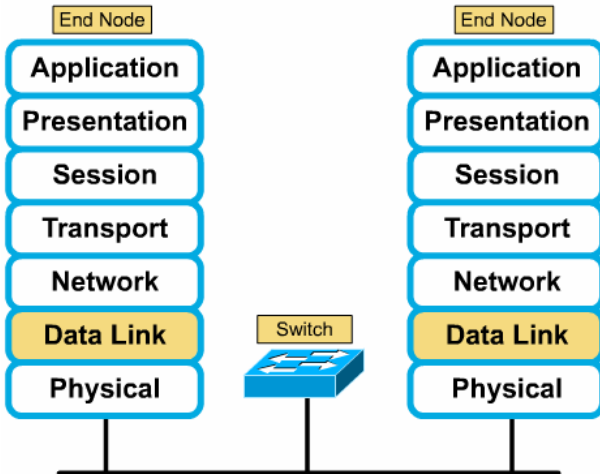 End Node
End Node
Application
Application
Presentation
Presentation
Session
Session
Transport
Transport
Network
Network
Switch
Data Link
Data Link
Physical
Physical